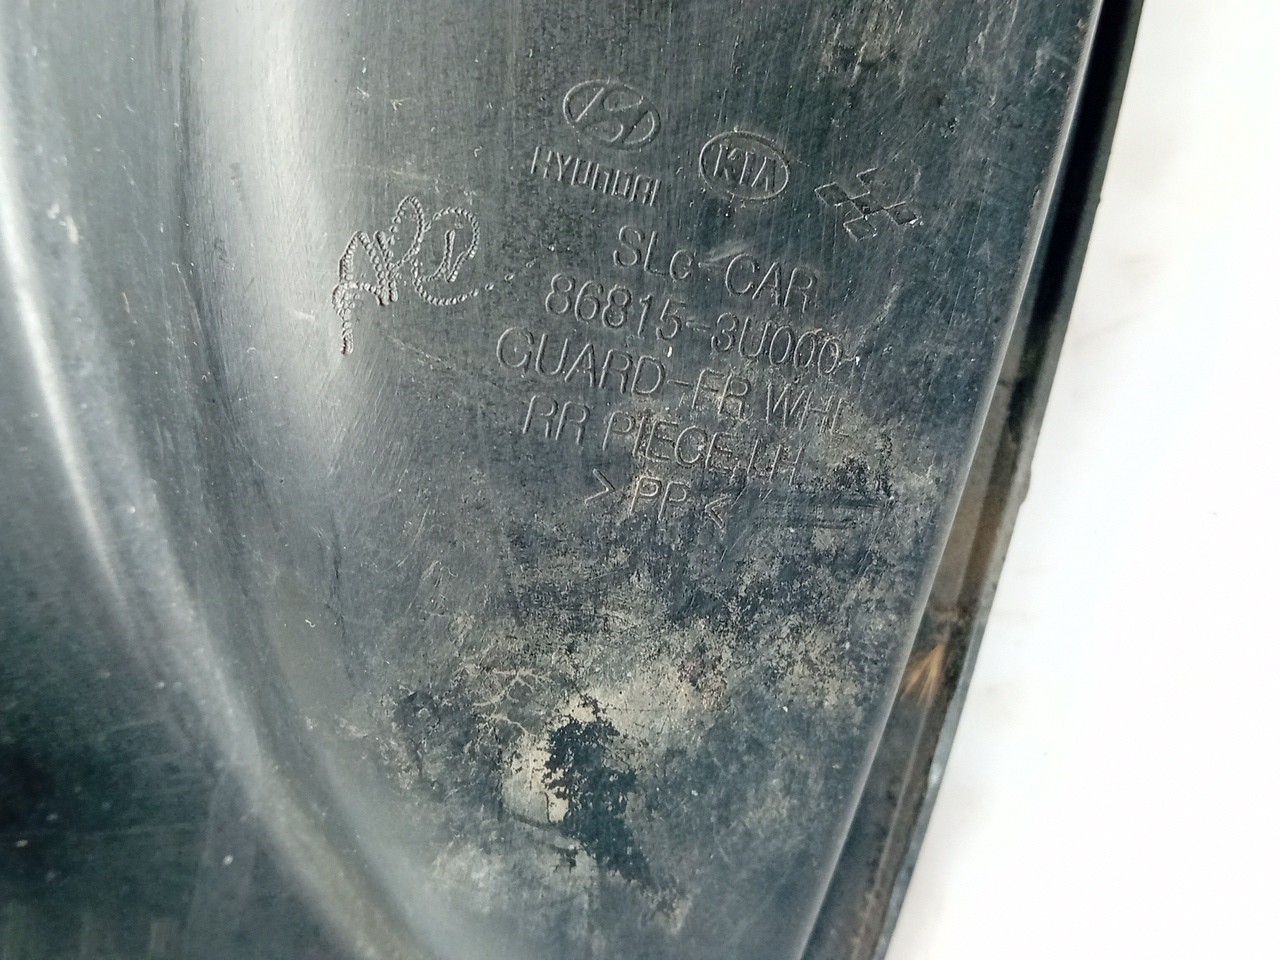 HYUNDAI
KIA
SLc-CAR
86815-3U000
GUARD-FR WHL
RR PIECE,LH
>PP<